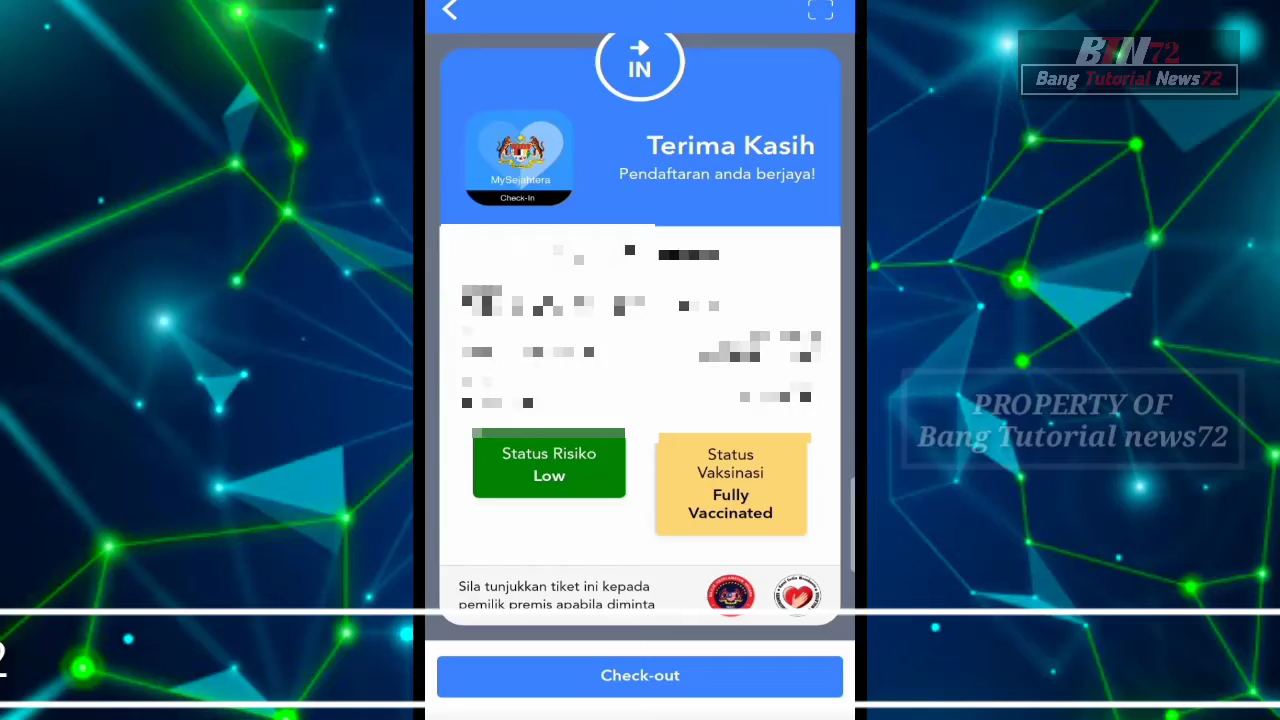 IN
BTN72
Bang Tutorial News72
Terima Kasih
Pendaftaran anda berjaya!
MySejahtera
Check-In
PROPERTY OF
Bang Tutorial news72
Status Risiko
Low
Status
Vaksinasi
Fully
Vaccinated
Sila tunjukkan tiket ini kepada
pemilik premis apabila diminta
2
Check-out